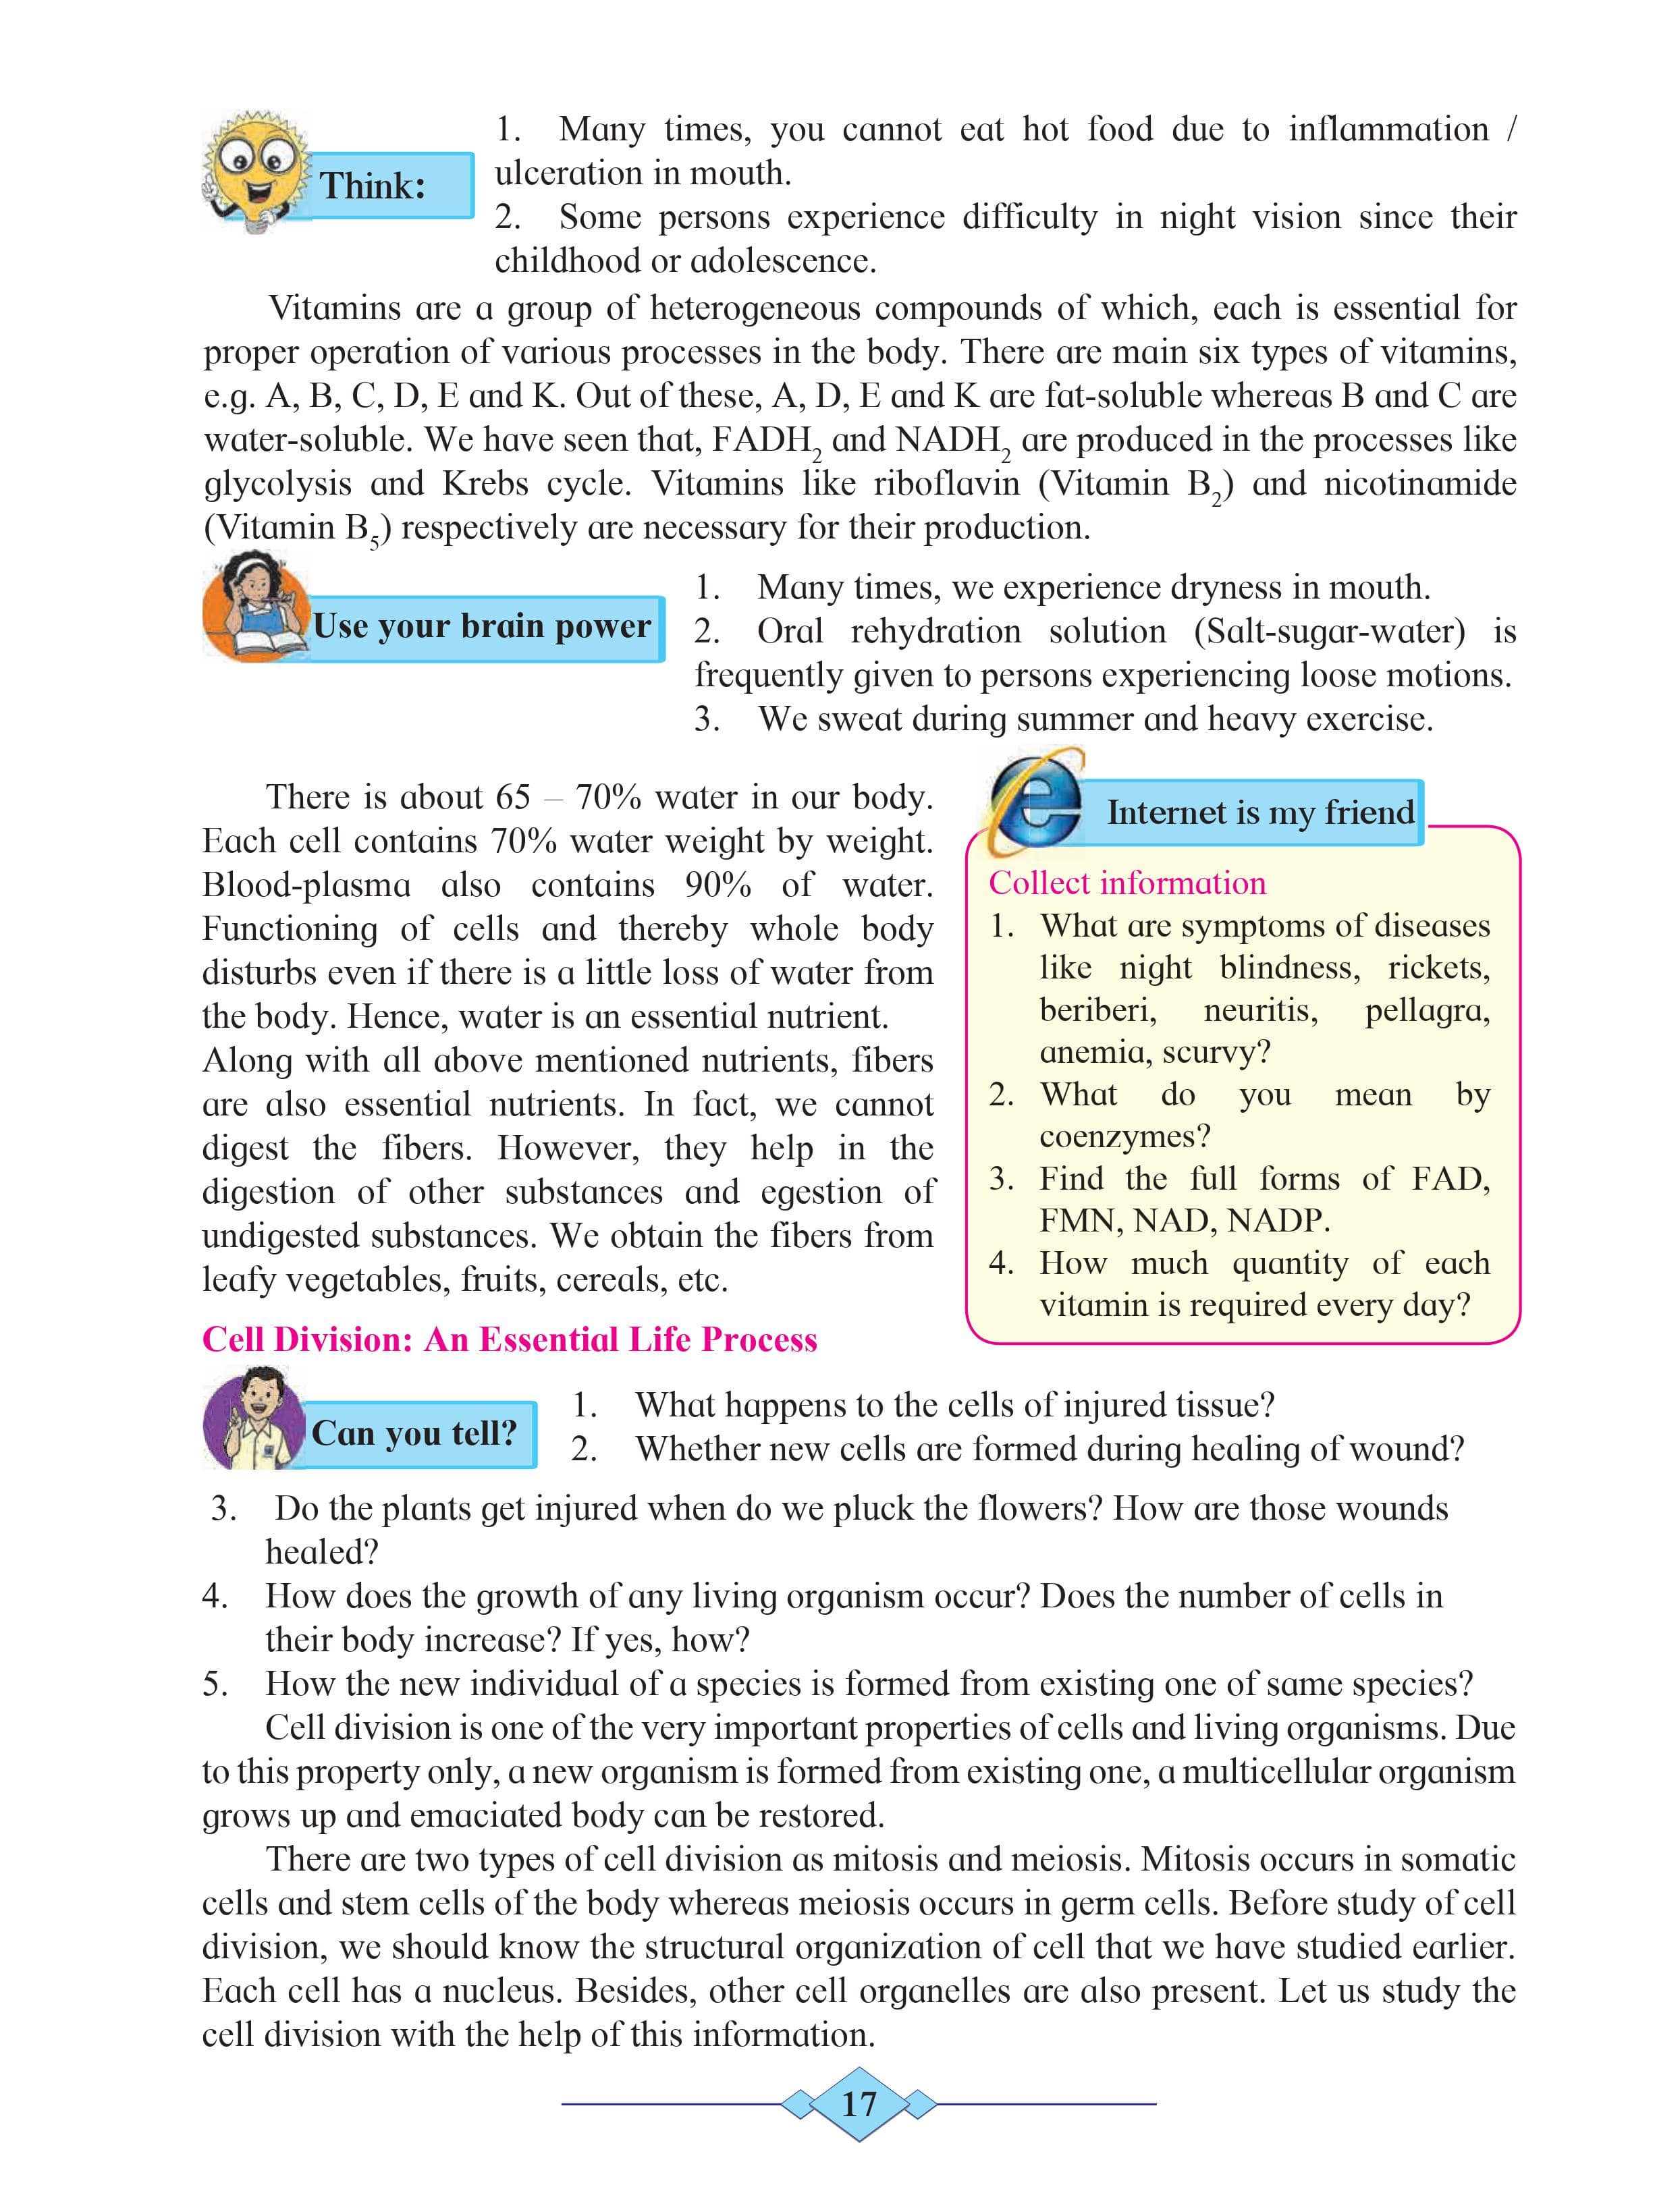 Think:
1. Many times, you cannot eat hot food due to inflammation /
ulceration in mouth.
2. Some persons experience difficulty in night vision since their
childhood or adolescence.
Vitamins are a group of heterogeneous compounds of which, each is essential for
proper operation of various processes in the body. There are main six types of vitamins,
e.g. A, B, C, D, E and K. Out of these, A, D, E and K are fat-soluble whereas B and C are
water-soluble. We have seen that, FADH₂ and NADH₂ are produced in the processes like
glycolysis and Krebs cycle. Vitamins like riboflavin (Vitamin B₂) and nicotinamide
(Vitamin B₅) respectively are necessary for their production.
Use your brain power
1. Many times, we experience dryness in mouth.
2. Oral rehydration solution (Salt-sugar-water) is
frequently given to persons experiencing loose motions.
3. We sweat during summer and heavy exercise.
There is about 65 – 70% water in our body.
Each cell contains 70% water weight by weight.
Blood-plasma also contains 90% of water.
Functioning of cells and thereby whole body
disturbs even if there is a little loss of water from
the body. Hence, water is an essential nutrient.
Along with all above mentioned nutrients, fibers
are also essential nutrients. In fact, we cannot
digest the fibers. However, they help in the
digestion of other substances and egestion of
undigested substances. We obtain the fibers from
leafy vegetables, fruits, cereals, etc.
Internet is my friend
Collect information
1. What are symptoms of diseases
like night blindness, rickets,
beriberi, neuritis, pellagra,
anemia, scurvy?
2. What do you mean by
coenzymes?
3. Find the full forms of FAD,
FMN, NAD, NADP.
4. How much quantity of each
vitamin is required every day?
Cell Division: An Essential Life Process
Can you tell?
1. What happens to the cells of injured tissue?
2. Whether new cells are formed during healing of wound?
3. Do the plants get injured when do we pluck the flowers? How are those wounds
healed?
4. How does the growth of any living organism occur? Does the number of cells in
their body increase? If yes, how?
5. How the new individual of a species is formed from existing one of same species?
Cell division is one of the very important properties of cells and living organisms. Due
to this property only, a new organism is formed from existing one, a multicellular organism
grows up and emaciated body can be restored.
There are two types of cell division as mitosis and meiosis. Mitosis occurs in somatic
cells and stem cells of the body whereas meiosis occurs in germ cells. Before study of cell
division, we should know the structural organization of cell that we have studied earlier.
Each cell has a nucleus. Besides, other cell organelles are also present. Let us study the
cell division with the help of this information.
17